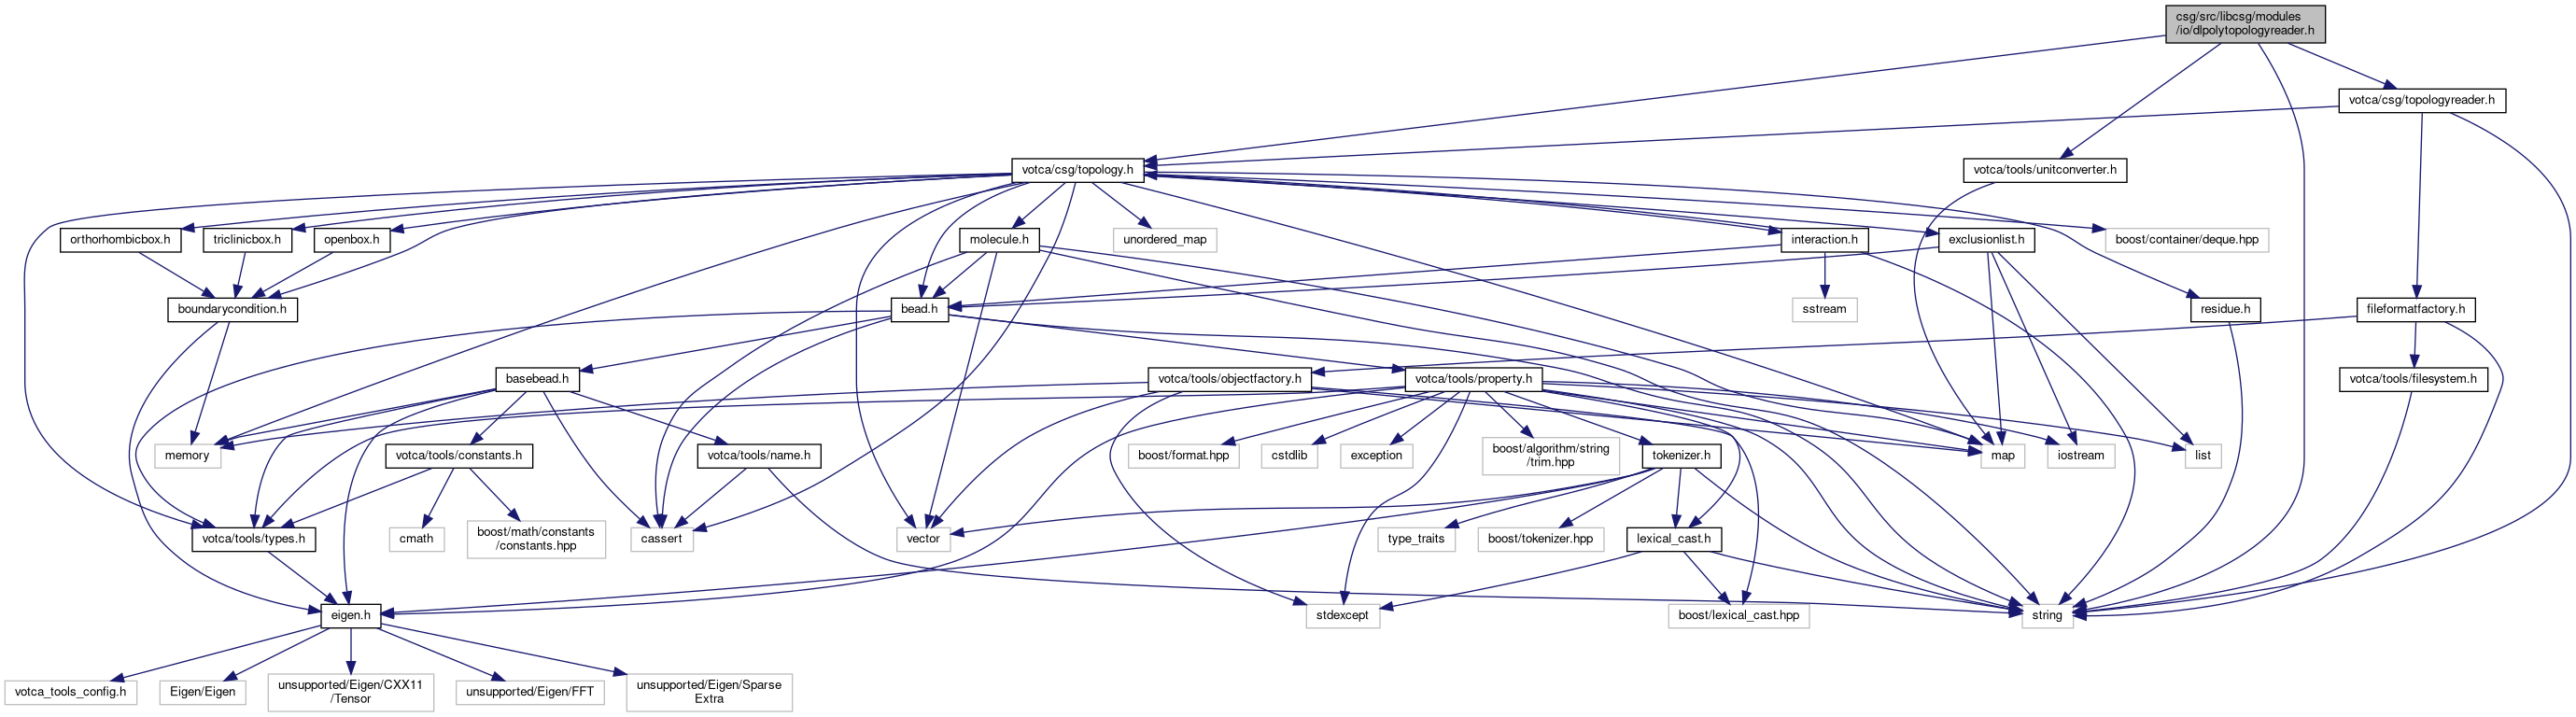 csg/src/libcsg/modules
/io/dlpolytopologyreader.h
votca/csg/topologyreader.h
votca/csg/topology.h
votca/tools/unitconverter.h
orthorhombicbox.h
triclinicbox.h
openbox.h
molecule.h
unordered_map
interaction.h
exclusionlist.h
boost/container/deque.hpp
boundarycondition.h
bead.h
sstream
residue.h
fileformatfactory.h
basebead.h
votca/tools/objectfactory.h
votca/tools/property.h
votca/tools/filesystem.h
memory
votca/tools/constants.h
votca/tools/name.h
boost/format.hpp
cstdlib
exception
boost/algorithm/string
/trim.hpp
tokenizer.h
map
iostream
list
votca/tools/types.h
cmath
boost/math/constants
/constants.hpp
cassert
vector
type_traits
boost/tokenizer.hpp
lexical_cast.h
eigen.h
stdexcept
boost/lexical_cast.hpp
string
votca_tools_config.h
Eigen/Eigen
unsupported/Eigen/CXX11
/Tensor
unsupported/Eigen/FFT
unsupported/Eigen/Sparse
Extra